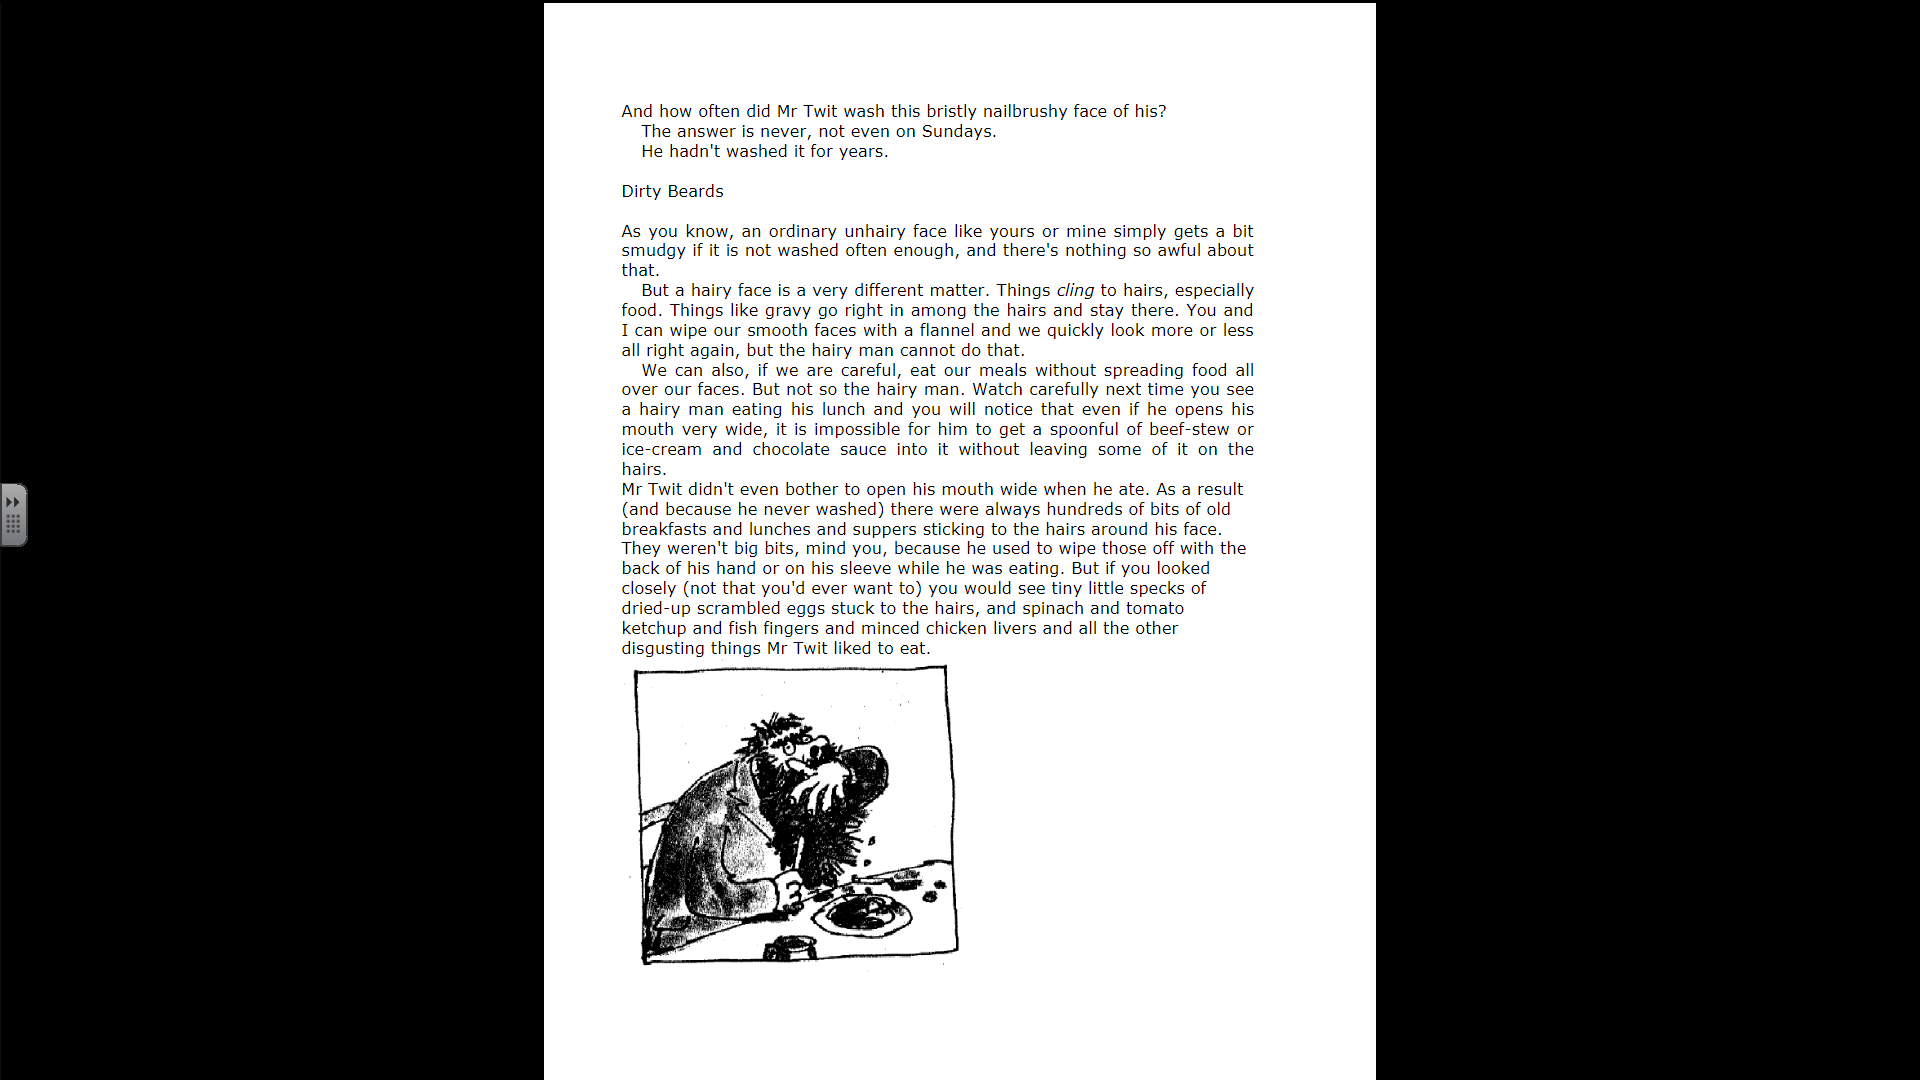 And how often did Mr Twit wash this bristly nailbrushy face of his?
The answer is never, not even on Sundays.
He hadn't washed it for years.
Dirty Beards
As you know, an ordinary unhairy face like yours or mine simply gets a bit
smudgy if it is not washed often enough, and there's nothing so awful about
that.
But a hairy face is a very different matter. Things cling to hairs, especially
food. Things like gravy go right in among the hairs and stay there. You and
I can wipe our smooth faces with a flannel and we quickly look more or less
all right again, but the hairy man cannot do that.
We can also, if we are careful, eat our meals without spreading food all
over our faces. But not so the hairy man. Watch carefully next time you see
a hairy man eating his lunch and you will notice that even if he opens his
mouth very wide, it is impossible for him to get a spoonful of beef-stew or
ice-cream and chocolate sauce into it without leaving some of it on the
hairs.
Mr Twit didn't even bother to open his mouth wide when he ate. As a result
(and because he never washed) there were always hundreds of bits of old
breakfasts and lunches and suppers sticking to the hairs around his face.
They weren't big bits, mind you, because he used to wipe those off with the
back of his hand or on his sleeve while he was eating. But if you looked
closely (not that you'd ever want to) you would see tiny little specks of
dried-up scrambled eggs stuck to the hairs, and spinach and tomato
ketchup and fish fingers and minced chicken livers and all the other
disgusting things Mr Twit liked to eat.